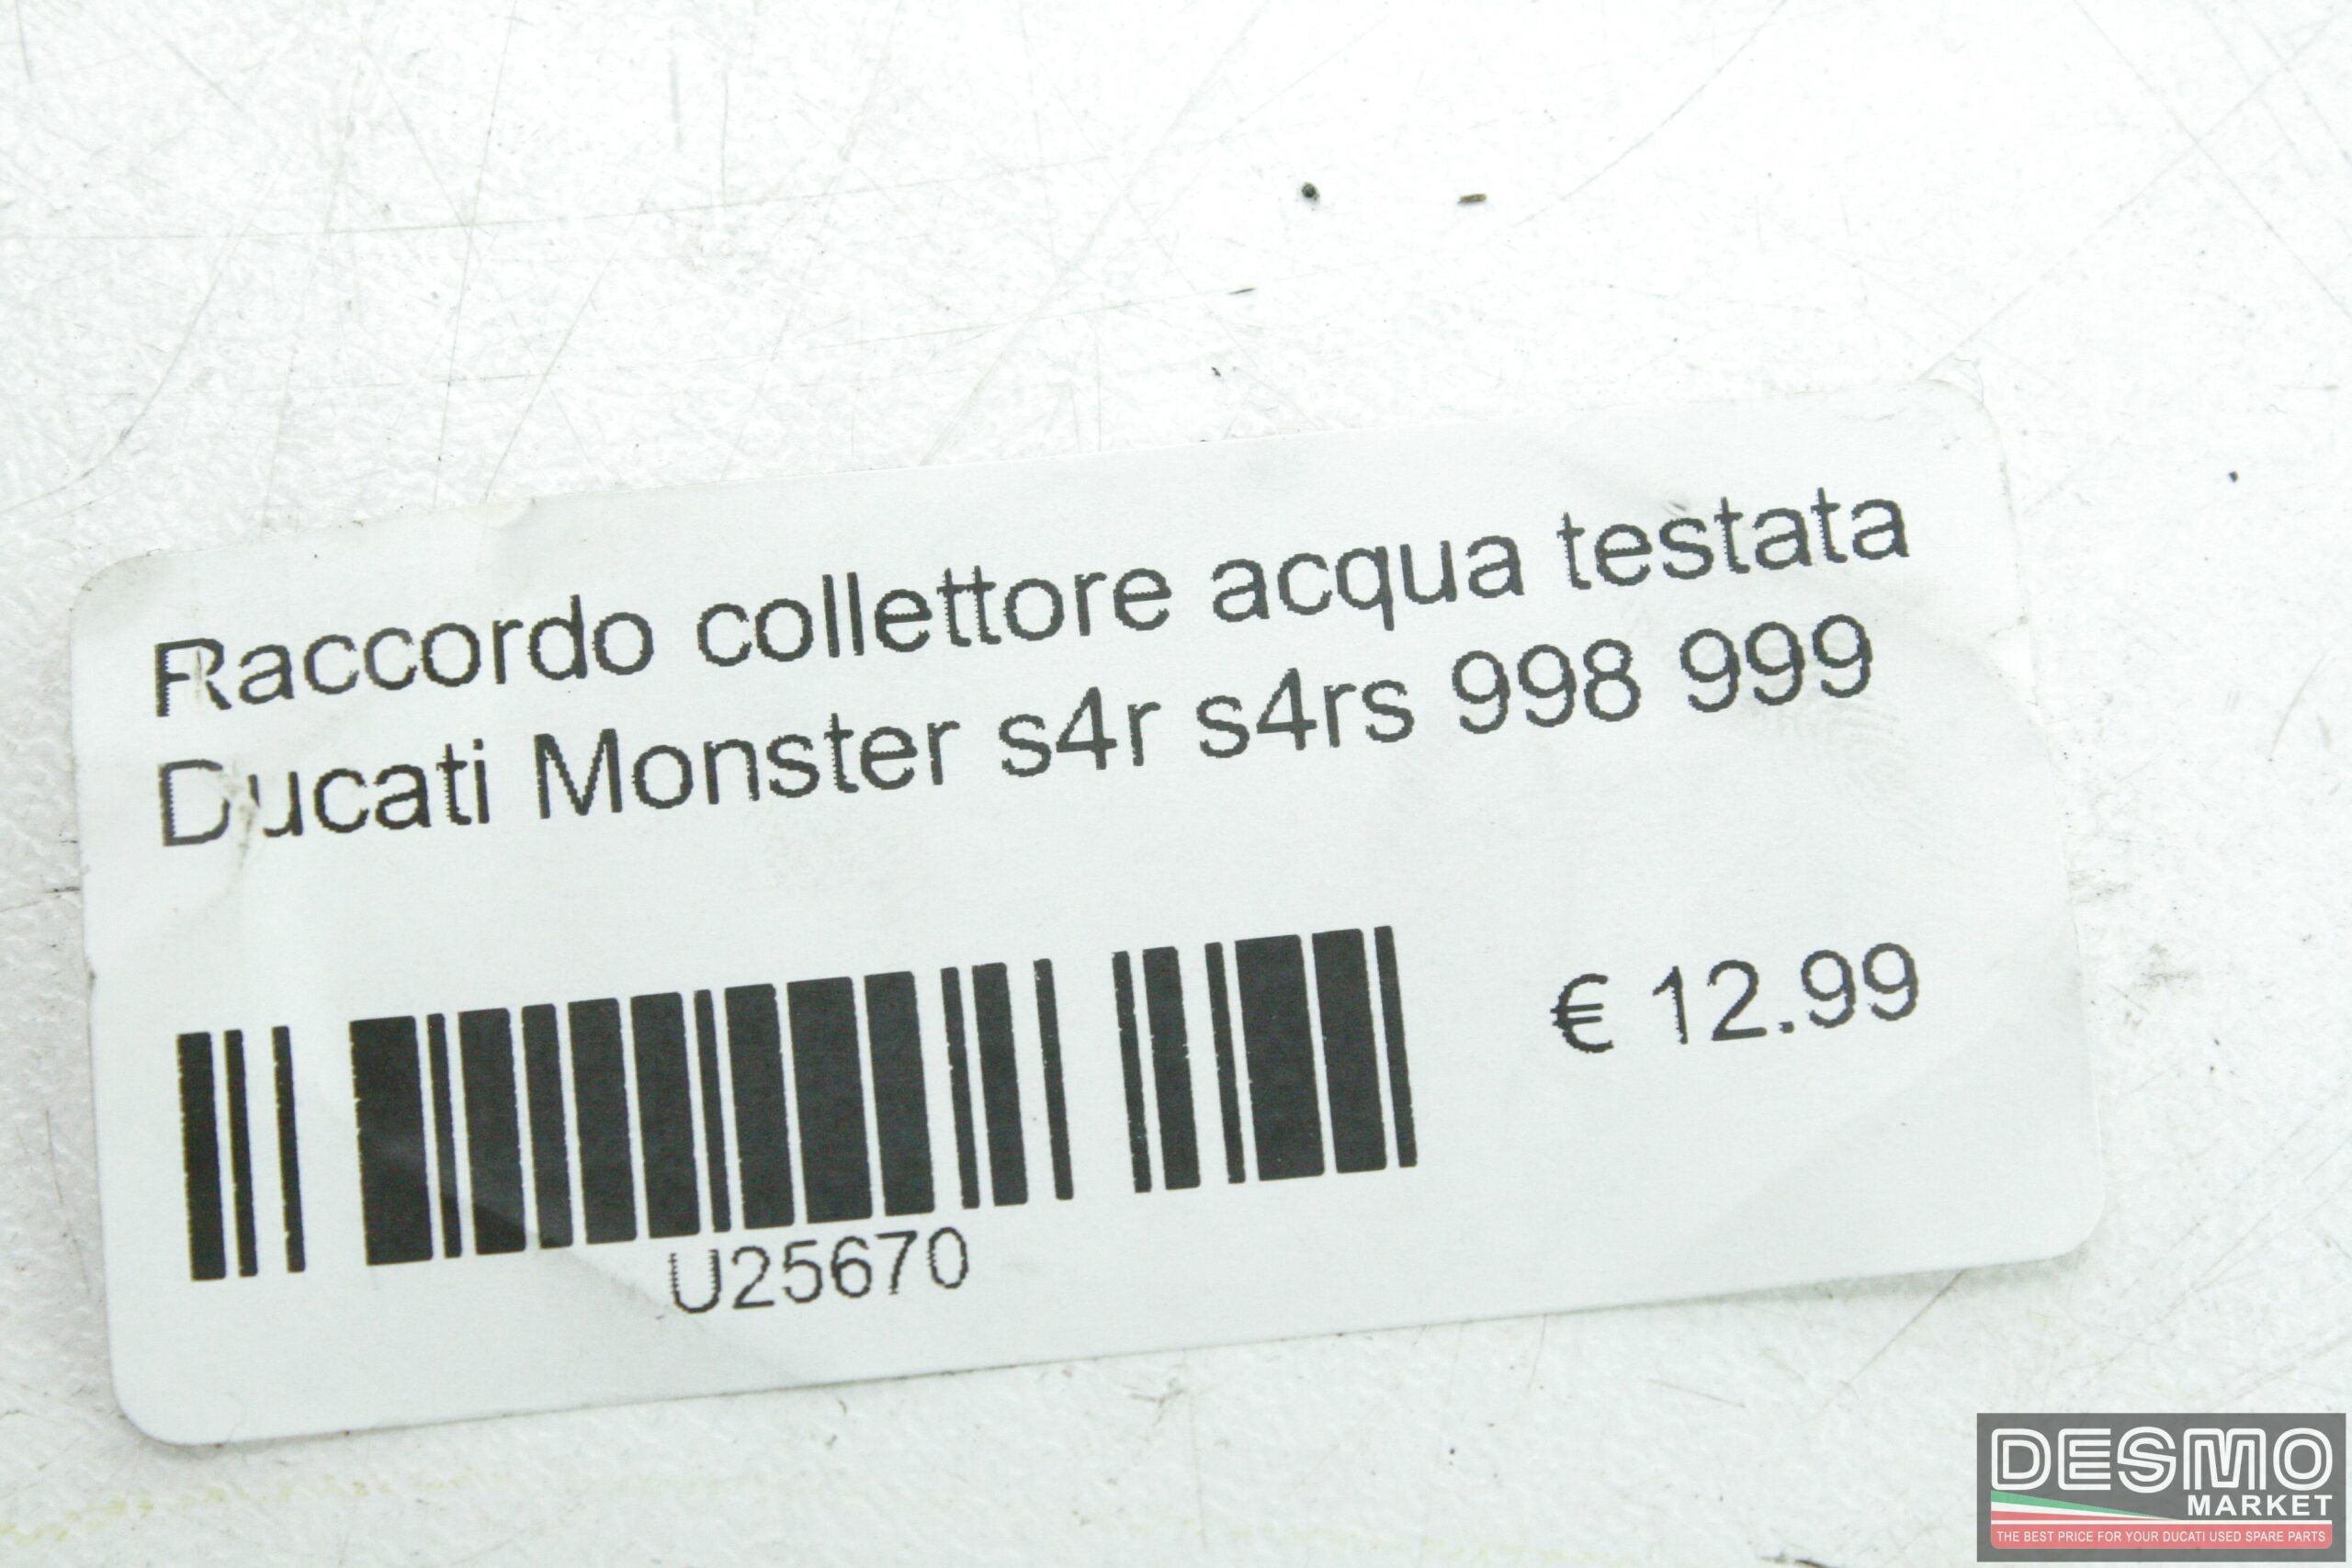 Raccordo collettore acqua testata
Ducati Monster s4r s4rs 998 999
€ 12.99
U25670
DESMO
MARKET
THE BEST PRICE FOR YOUR DUCATI USED SPARE PARTS